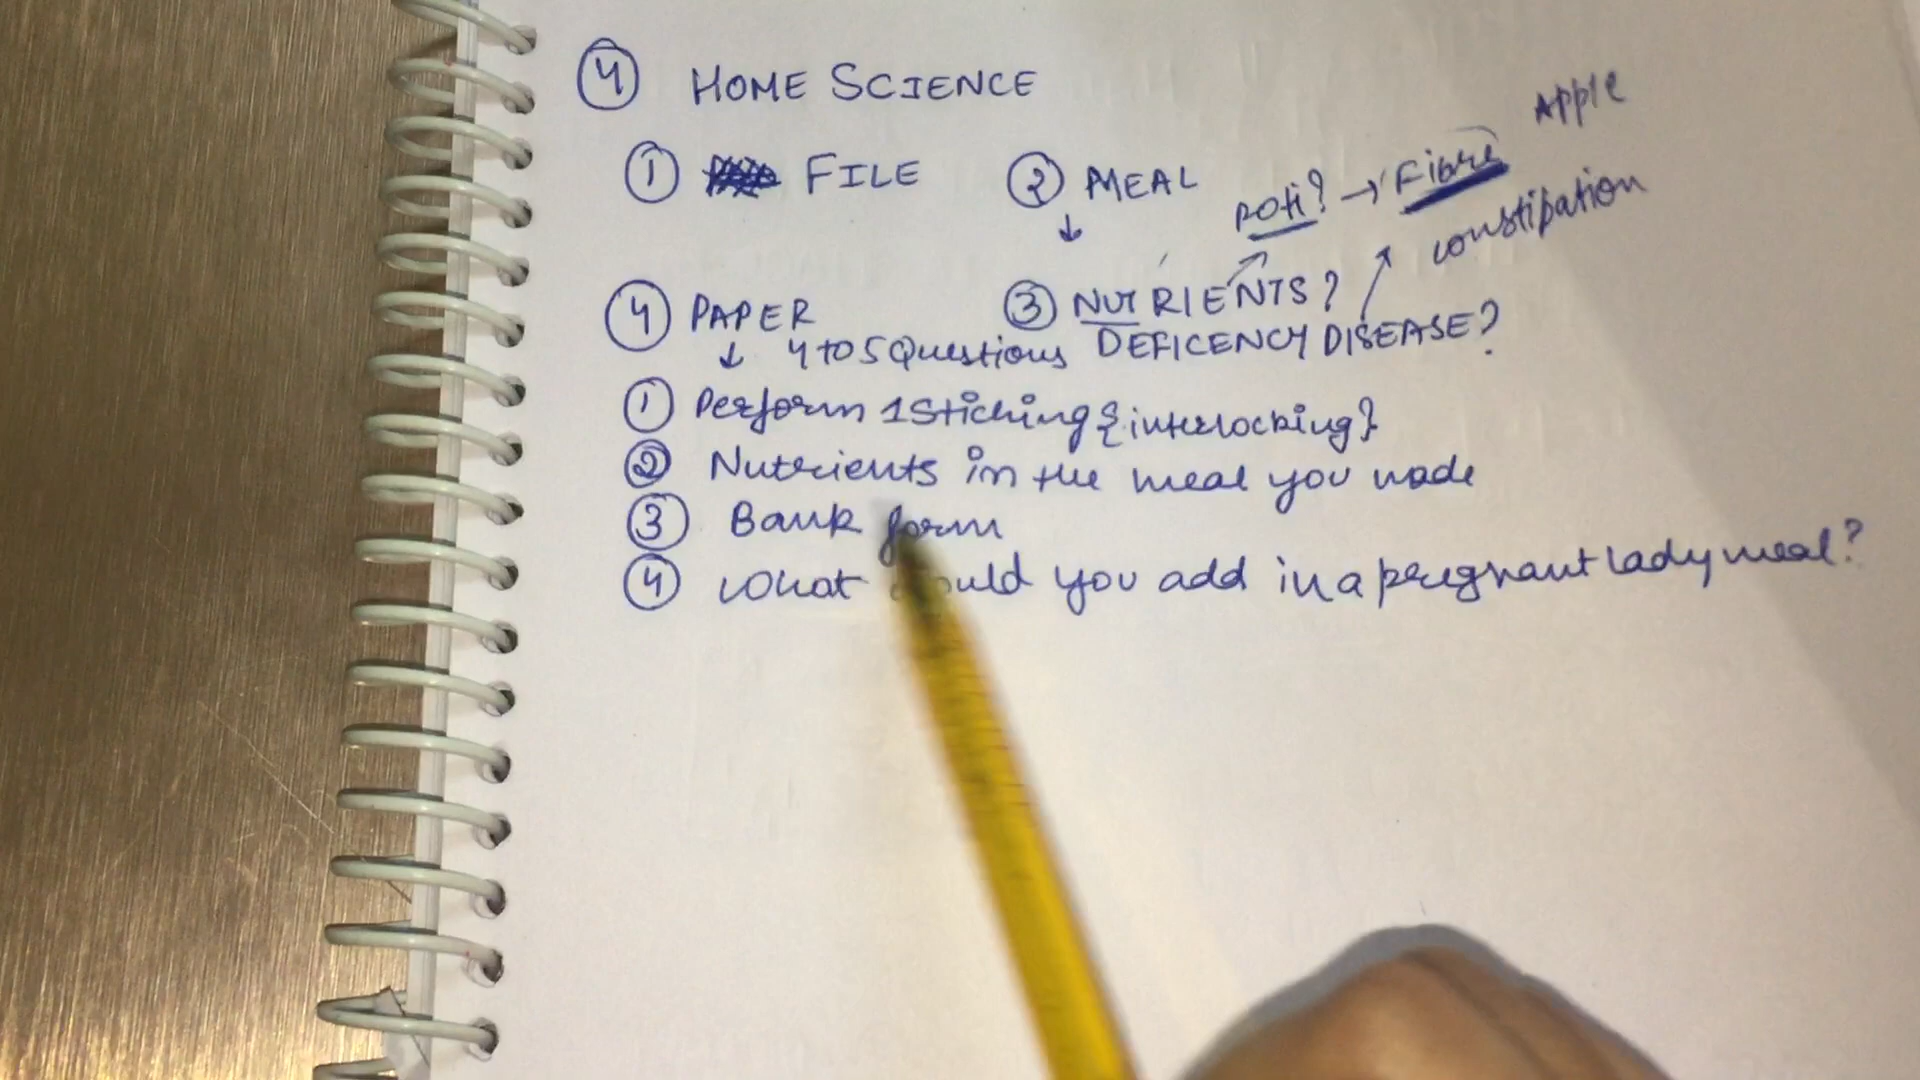 4 HOME SCIENCE
1 FILE
2 MEAL
↓
Roti? → Fibre
Apple
constipation
3 NUTRIENTS?
DEFICENCY DISEASE?
4 PAPER
↓ 4 to 5 Questions
1 Perform 1 Stiching {interlocking}
2 Nutrients in the meal you made
3 Bank form
4 What should you add in a pregnant lady meal?